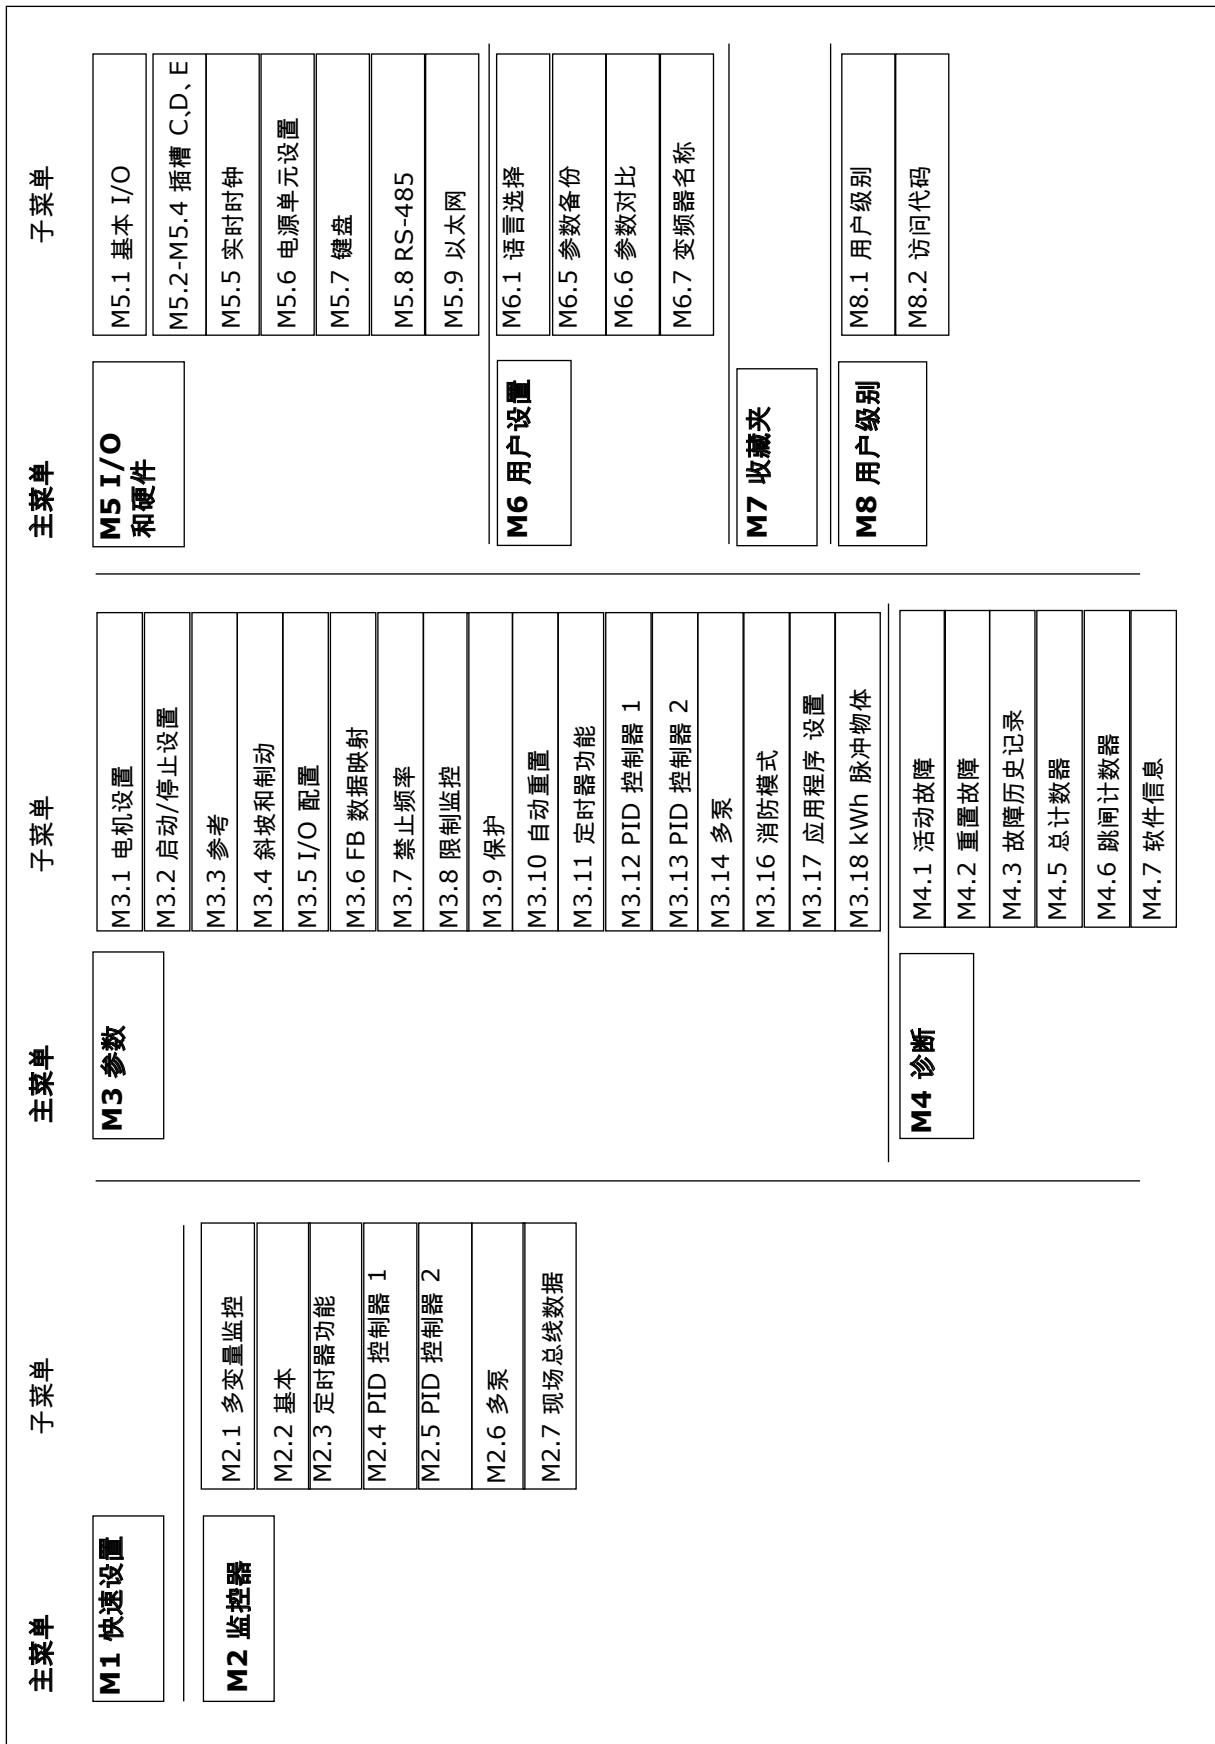 主菜单
子菜单
M1 快速设置
M2 监控器
M2.1 多变量监控
M2.2 基本
M2.3 定时器功能
M2.4 PID 控制器 1
M2.5 PID 控制器 2
M2.6 多泵
M2.7 现场总线数据
主菜单
子菜单
M3 参数
M3.1 电机设置
M3.2 启动/停止设置
M3.3 参考
M3.4 斜坡和制动
M3.5 I/O 配置
M3.6 FB 数据映射
M3.7 禁止频率
M3.8 限制监控
M3.9 保护
M3.10 自动重置
M3.11 定时器功能
M3.12 PID 控制器 1
M3.13 PID 控制器 2
M3.14 多泵
M3.16 消防模式
M3.17 应用程序 设置
M3.18 kWh 脉冲物体
M4 诊断
M4.1 活动故障
M4.2 重置故障
M4.3 故障历史记录
M4.5 总计数器
M4.6 跳闸计数器
M4.7 软件信息
主菜单
子菜单
M5 I/O
和硬件
M5.1 基本 I/O
M5.2-M5.4 插槽 C、D、E
M5.5 实时时钟
M5.6 电源单元设置
M5.7 键盘
M5.8 RS-485
M5.9 以太网
M6 用户设置
M6.1 语言选择
M6.5 参数备份
M6.6 参数对比
M6.7 变频器名称
M7 收藏夹
M8 用户级别
M8.1 用户级别
M8.2 访问代码